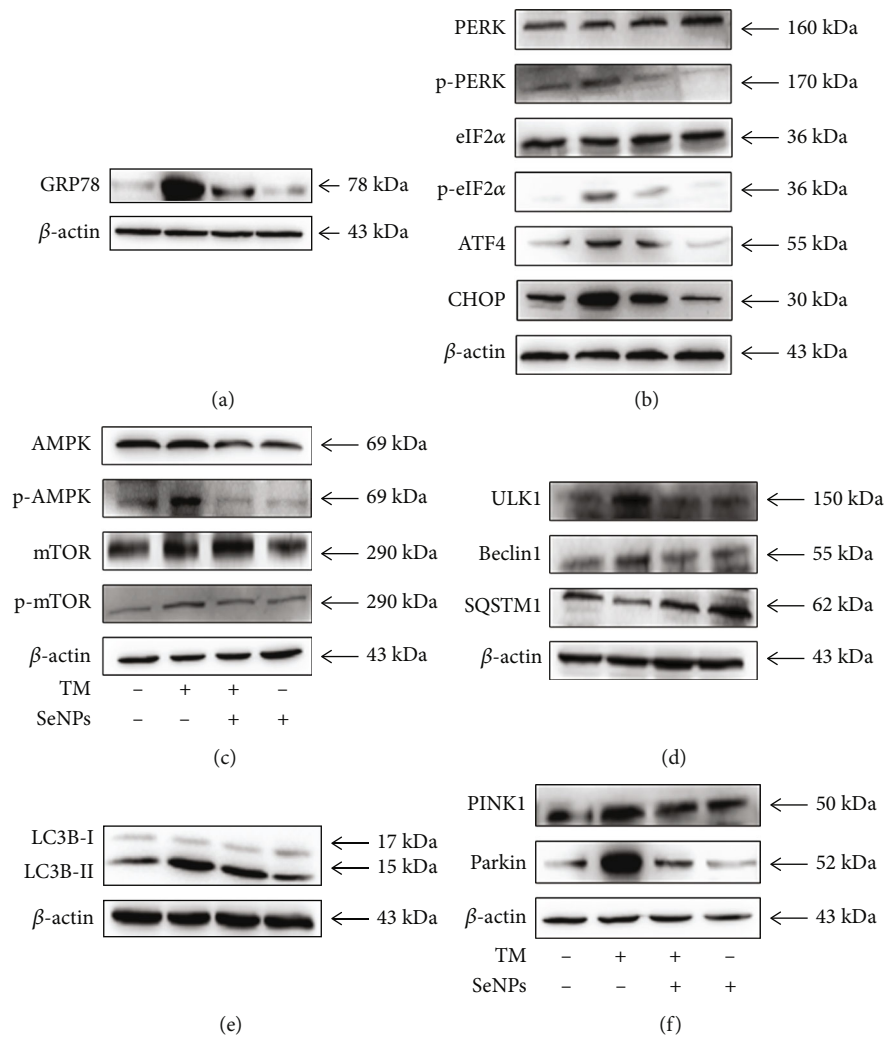 GRP78 ← 78 kDa
β-actin ← 43 kDa
(a)
PERK ← 160 kDa
p-PERK ← 170 kDa
eIF2α ← 36 kDa
p-eIF2α ← 36 kDa
ATF4 ← 55 kDa
CHOP ← 30 kDa
β-actin ← 43 kDa
(b)
AMPK ← 69 kDa
p-AMPK ← 69 kDa
mTOR ← 290 kDa
p-mTOR ← 290 kDa
β-actin ← 43 kDa
TM – + + –
SeNPs – – + +
(c)
ULK1 ← 150 kDa
Beclin1 ← 55 kDa
SQSTM1 ← 62 kDa
β-actin ← 43 kDa
(d)
LC3B-I ← 17 kDa
LC3B-II ← 15 kDa
β-actin ← 43 kDa
(e)
PINK1 ← 50 kDa
Parkin ← 52 kDa
β-actin ← 43 kDa
TM – + + –
SeNPs – – + +
(f)